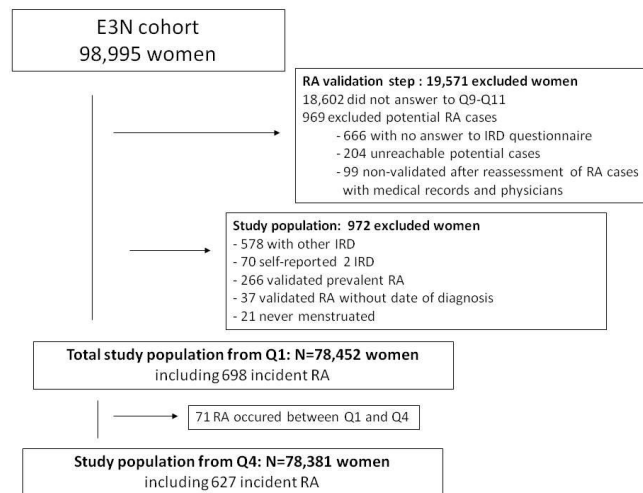 E3N cohort
98,995 women
RA validation step : 19,571 excluded women
18,602 did not answer to Q9-Q11
969 excluded potential RA cases
- 666 with no answer to IRD questionnaire
- 204 unreachable potential cases
- 99 non-validated after reassessment of RA cases
with medical records and physicians
Study population: 972 excluded women
- 578 with other IRD
- 70 self-reported 2 IRD
- 266 validated prevalent RA
- 37 validated RA without date of diagnosis
- 21 never menstruated
Total study population from Q1: N=78,452 women
including 698 incident RA
71 RA occured between Q1 and Q4
Study population from Q4: N=78,381 women
including 627 incident RA